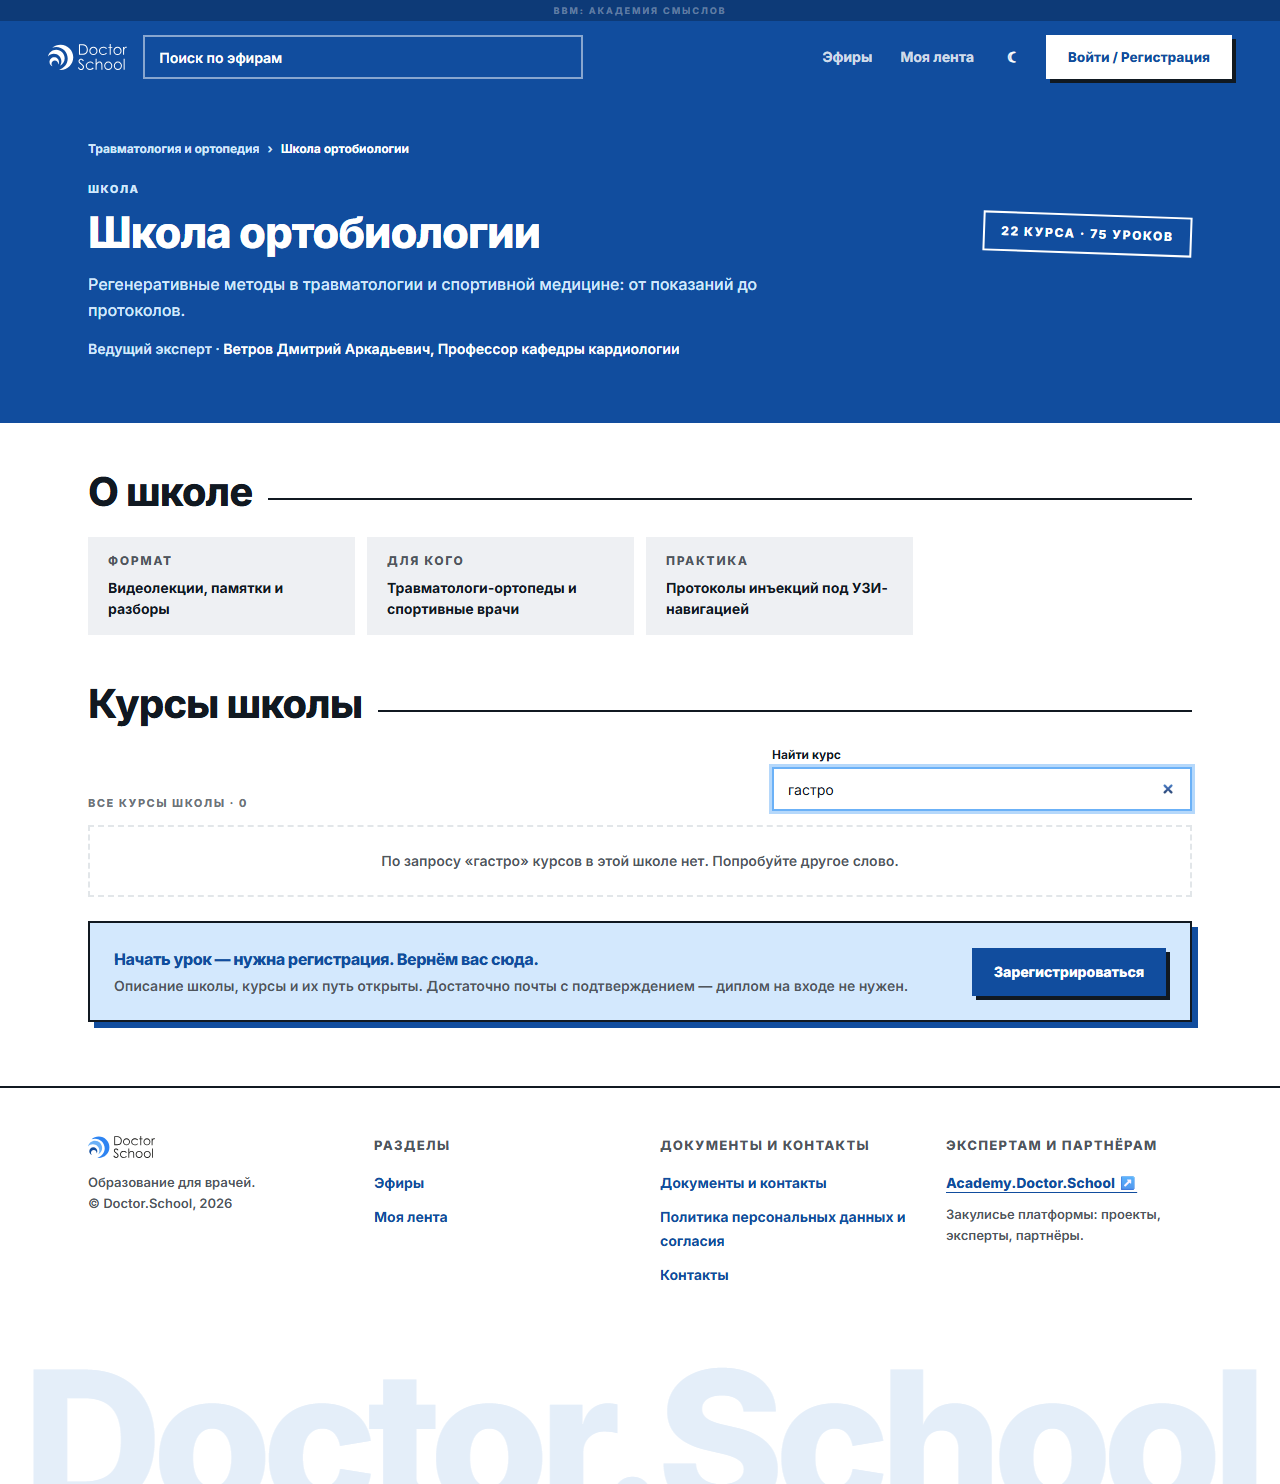 ВВМ: АКАДЕМИЯ СМЫСЛОВ
Doctor School
Поиск по эфирам
Эфиры
Моя лента
Войти / Регистрация
Травматология и ортопедия › Школа ортобиологии
ШКОЛА
Школа ортобиологии
22 КУРСА · 75 УРОКОВ
Регенеративные методы в травматологии и спортивной медицине: от показаний до
протоколов.
Ведущий эксперт · Ветров Дмитрий Аркадьевич, Профессор кафедры кардиологии
О школе
ФОРМАТ
Видеолекции, памятки и
разборы
ДЛЯ КОГО
Травматологи-ортопеды и
спортивные врачи
ПРАКТИКА
Протоколы инъекций под УЗИ-
навигацией
Курсы школы
Найти курс
гастро
ВСЕ КУРСЫ ШКОЛЫ · 0
По запросу «гастро» курсов в этой школе нет. Попробуйте другое слово.
Начать урок — нужна регистрация. Вернём вас сюда.
Описание школы, курсы и их путь открыты. Достаточно почты с подтверждением — диплом на входе не нужен.
Зарегистрироваться
Doctor School
Образование для врачей.
© Doctor.School, 2026
РАЗДЕЛЫ
Эфиры
Моя лента
ДОКУМЕНТЫ И КОНТАКТЫ
Документы и контакты
Политика персональных данных и
согласия
Контакты
ЭКСПЕРТАМ И ПАРТНЁРАМ
Academy.Doctor.School ↗
Закулисье платформы: проекты,
эксперты, партнёры.
Doctor.School